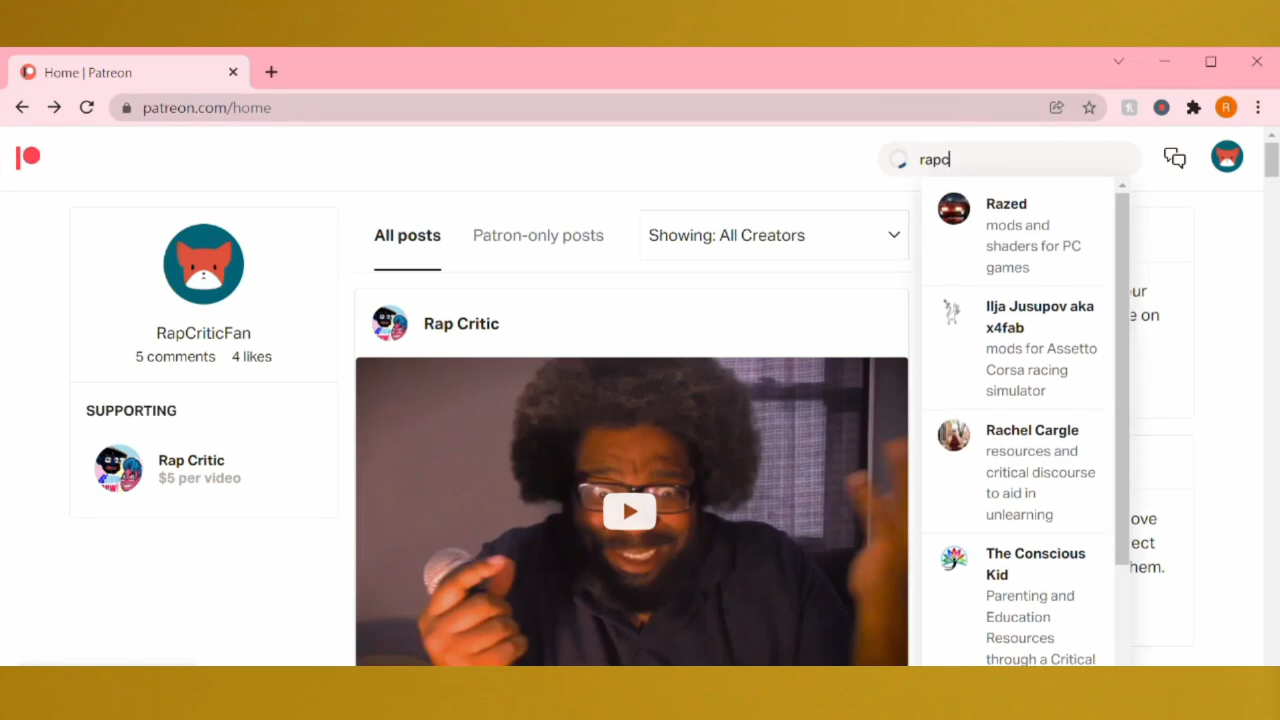 Home | Patreon
patreon.com/home
R
rapc
RapCriticFan
5 comments 4 likes
SUPPORTING
Rap Critic
$5 per video
All posts
Patron-only posts
Showing: All Creators
Rap Critic
Razed
mods and
shaders for PC
games
Ilja Jusupov aka
x4fab
mods for Assetto
Corsa racing
simulator
Rachel Cargle
resources and
critical discourse
to aid in
unlearning
The Conscious
Kid
Parenting and
Education
Resources
through a Critical
our
e on
ove
ect
hem.